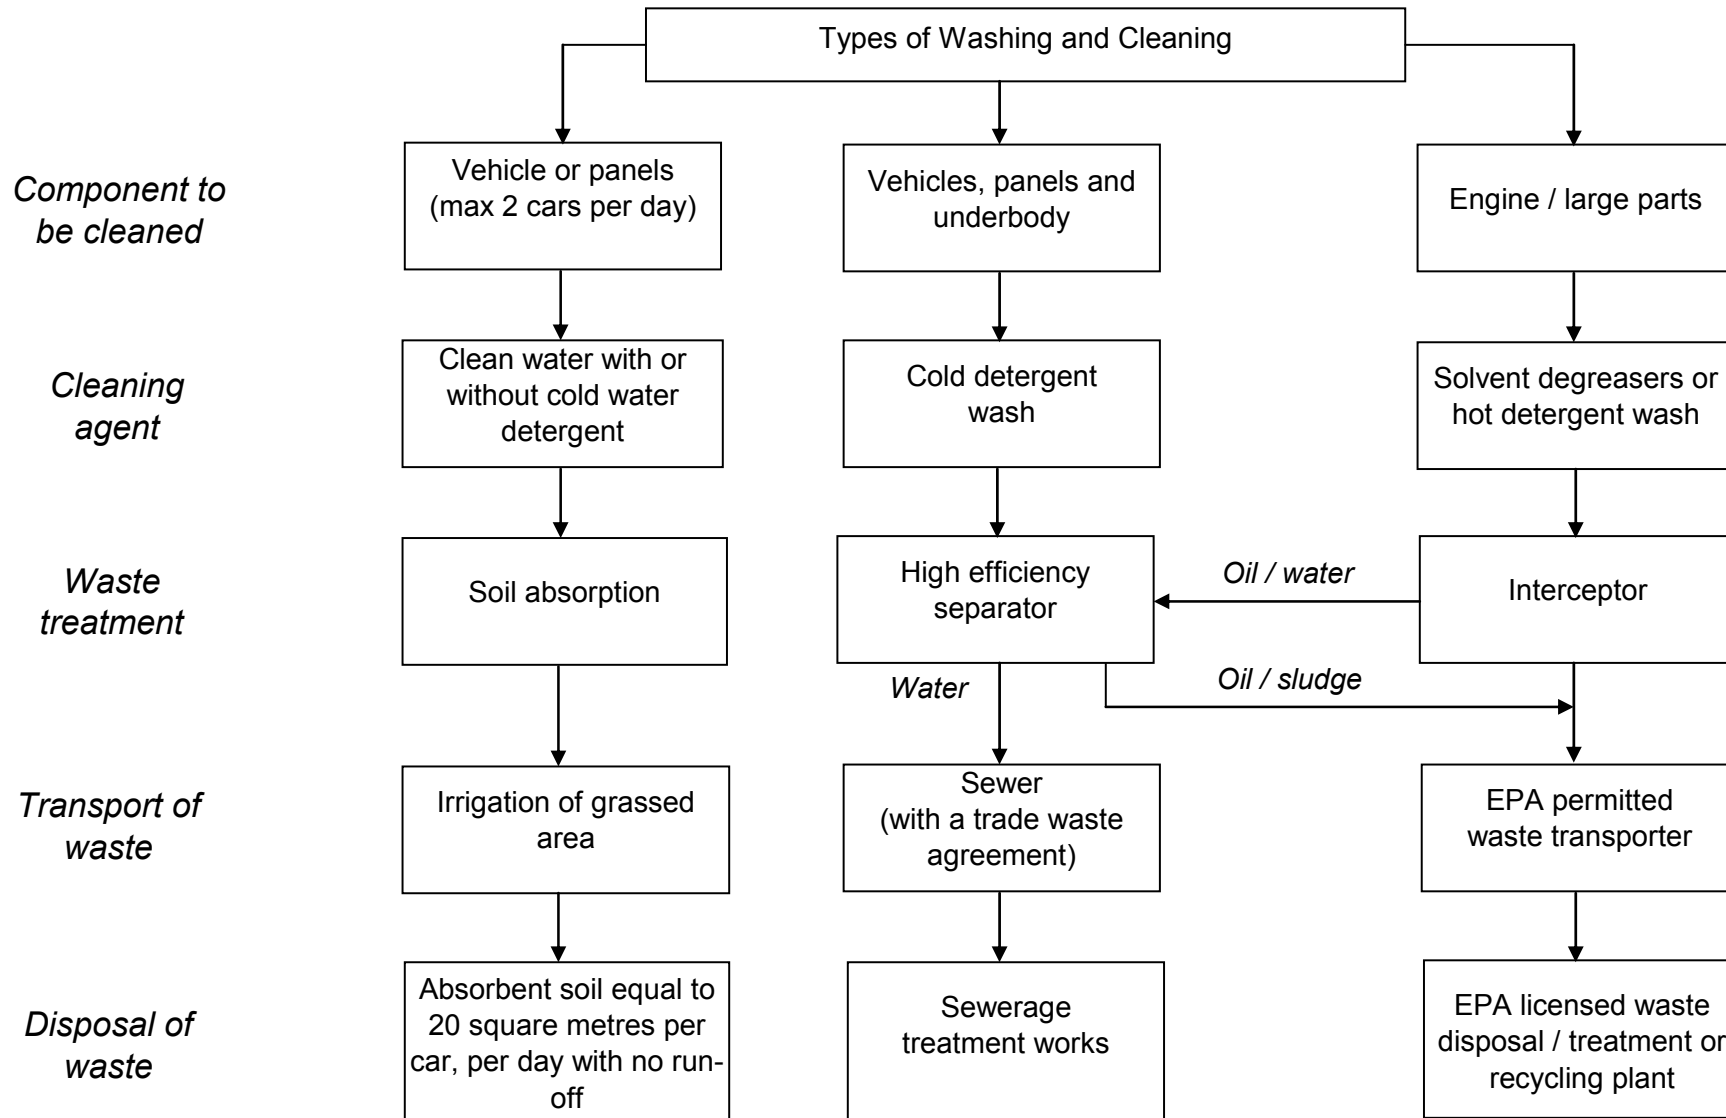 Types of Washing and Cleaning
Component to
be cleaned
Vehicle or panels
(max 2 cars per day)
Vehicles, panels and
underbody
Engine / large parts
Cleaning
agent
Clean water with or
without cold water
detergent
Cold detergent
wash
Solvent degreasers or
hot detergent wash
Waste
treatment
Soil absorption
High efficiency
separator
Oil / water
Interceptor
Water
Oil / sludge
Transport of
waste
Irrigation of grassed
area
Sewer
(with a trade waste
agreement)
EPA permitted
waste transporter
Disposal of
waste
Absorbent soil equal to
20 square metres per
car, per day with no run-
off
Sewerage
treatment works
EPA licensed waste
disposal / treatment or
recycling plant